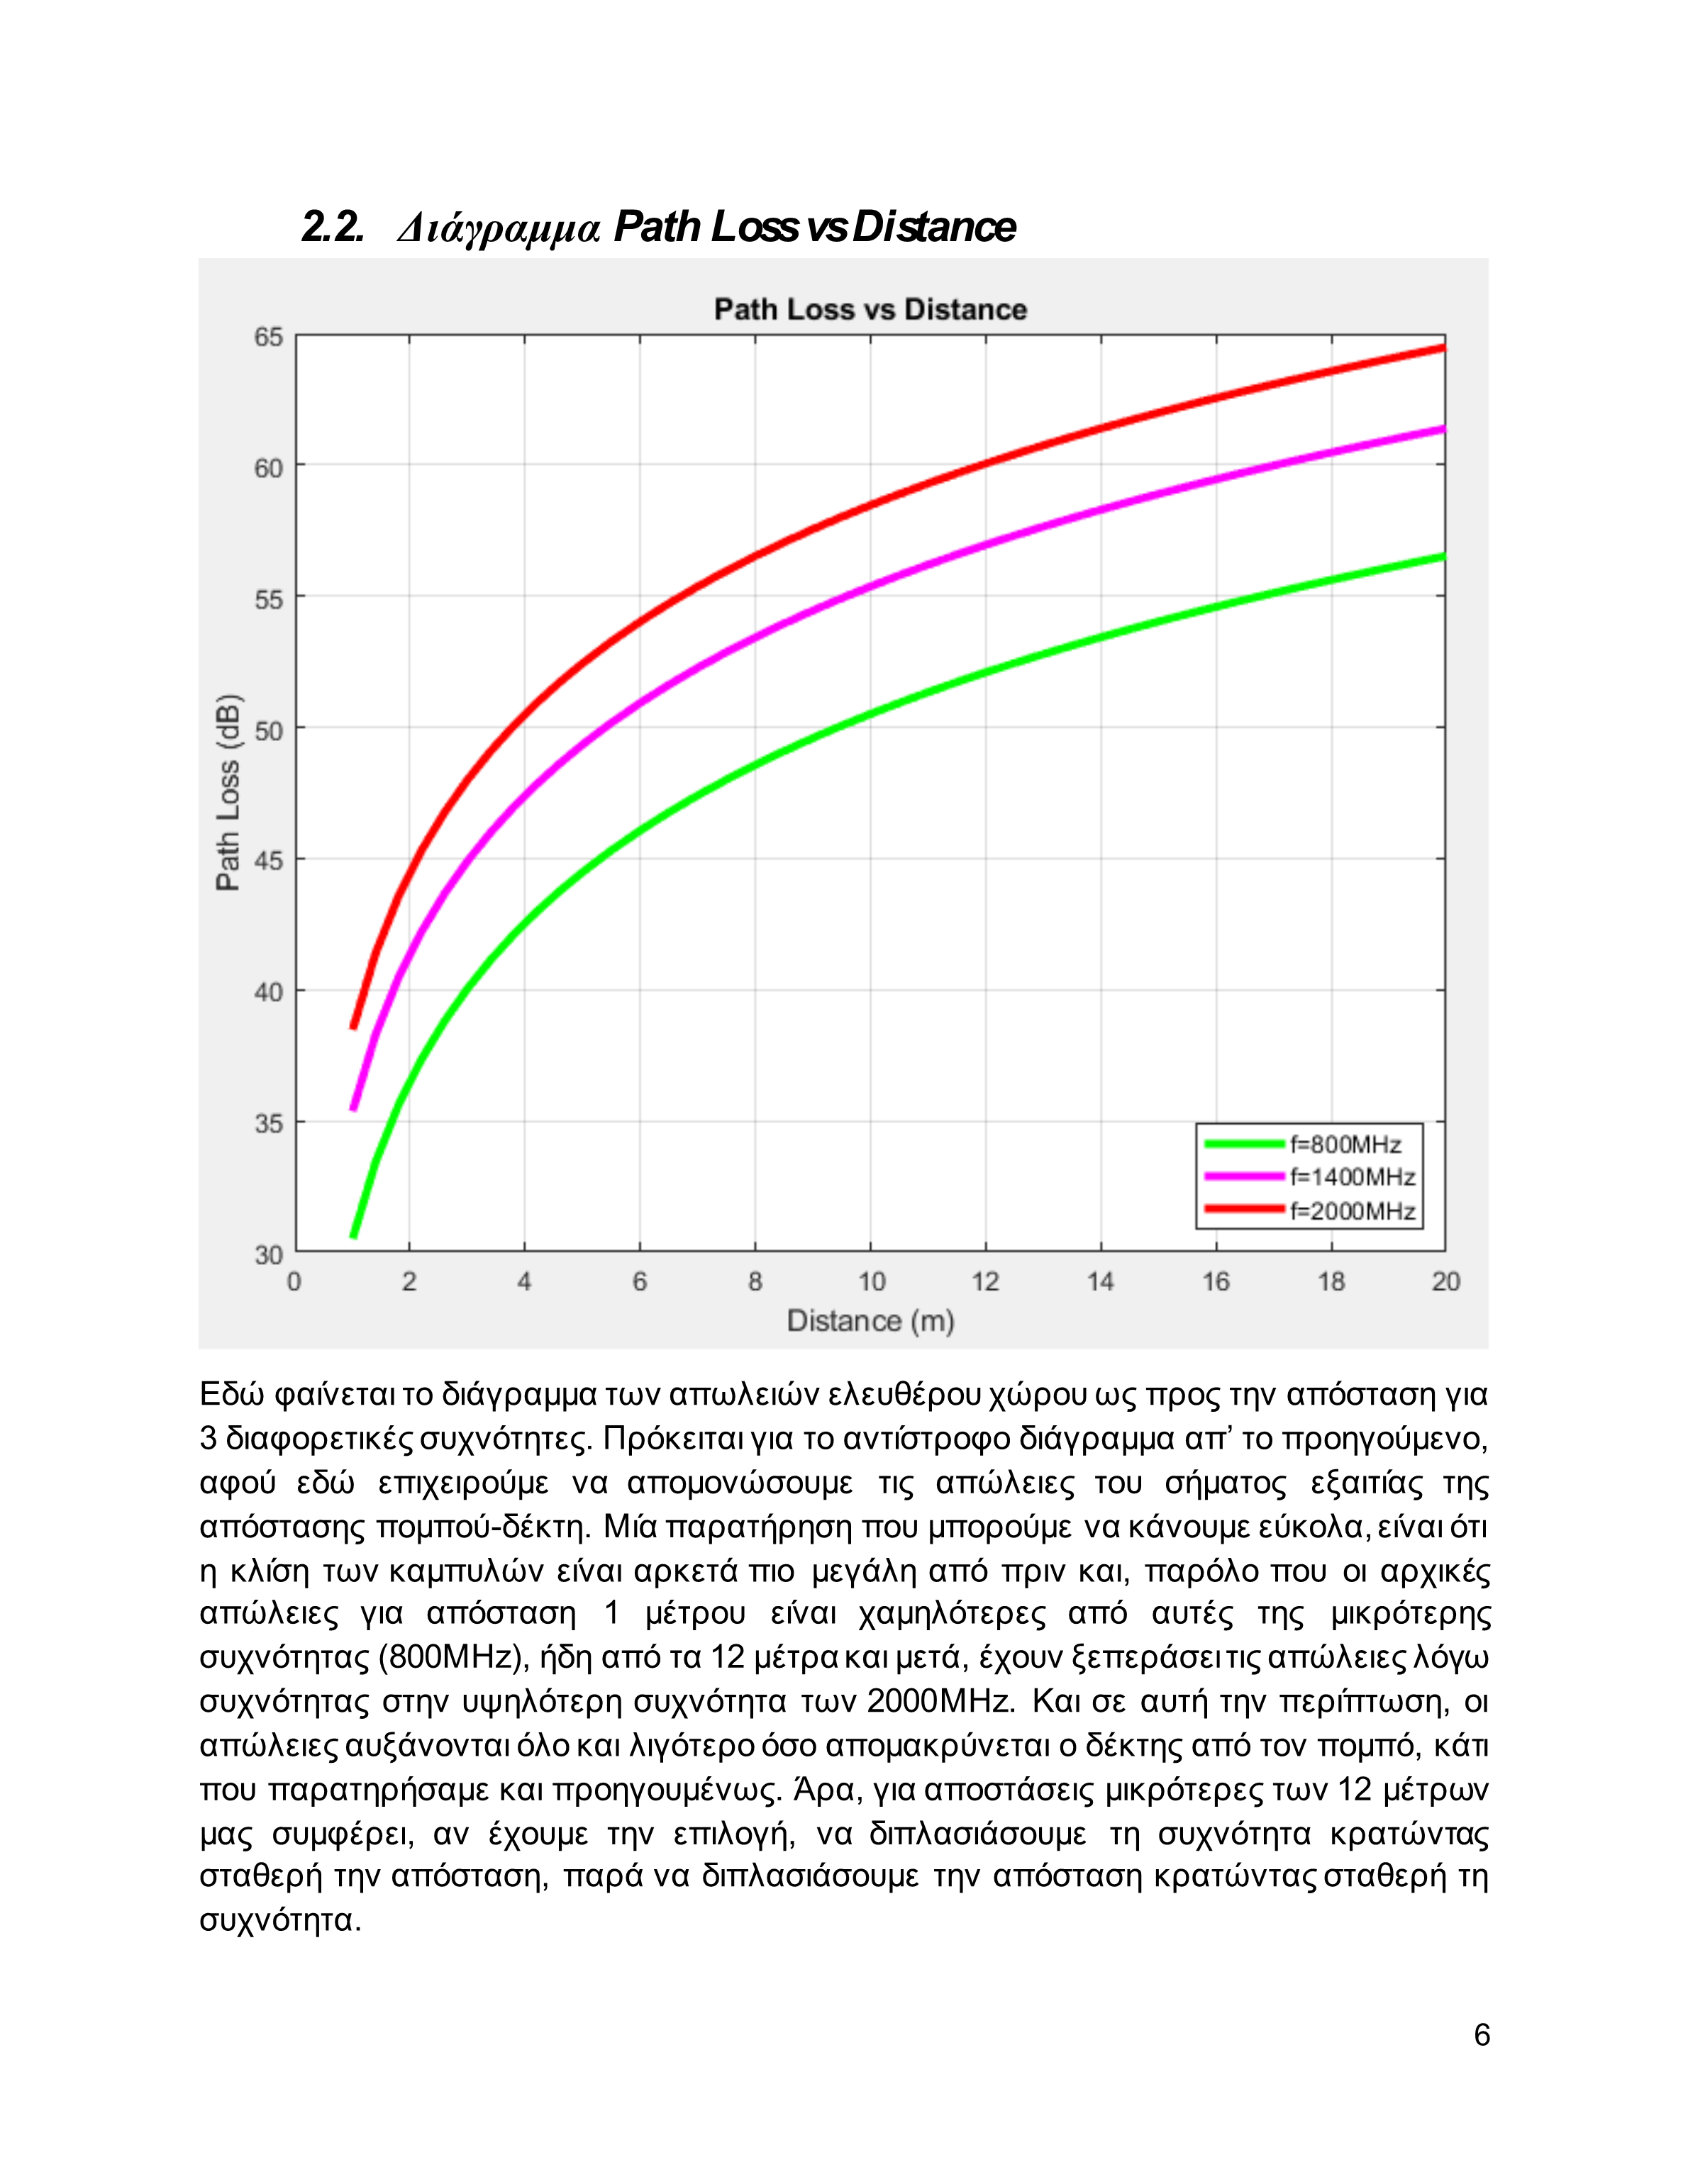 2.2. Διάγραμμα Path Loss vs Distance
Path Loss vs Distance
65
60
55
50
45
40
35
30
Path Loss (dB)
f=800MHz
f=1400MHz
f=2000MHz
0 2 4 6 8 10 12 14 16 18 20
Distance (m)
Εδώ φαίνεται το διάγραμμα των απωλειών ελευθέρου χώρου ως προς την απόσταση για
3 διαφορετικές συχνότητες. Πρόκειται για το αντίστροφο διάγραμμα απ’ το προηγούμενο,
αφού εδώ επιχειρούμε να απομονώσουμε τις απώλειες του σήματος εξαιτίας της
απόστασης πομπού-δέκτη. Μία παρατήρηση που μπορούμε να κάνουμε εύκολα, είναι ότι
η κλίση των καμπυλών είναι αρκετά πιο μεγάλη από πριν και, παρόλο που οι αρχικές
απώλειες για απόσταση 1 μέτρου είναι χαμηλότερες από αυτές της μικρότερης
συχνότητας (800MHz), ήδη από τα 12 μέτρα και μετά, έχουν ξεπεράσει τις απώλειες λόγω
συχνότητας στην υψηλότερη συχνότητα των 2000MHz. Και σε αυτή την περίπτωση, οι
απώλειες αυξάνονται όλο και λιγότερο όσο απομακρύνεται ο δέκτης από τον πομπό, κάτι
που παρατηρήσαμε και προηγουμένως. Άρα, για αποστάσεις μικρότερες των 12 μέτρων
μας συμφέρει, αν έχουμε την επιλογή, να διπλασιάσουμε τη συχνότητα κρατώντας
σταθερή την απόσταση, παρά να διπλασιάσουμε την απόσταση κρατώντας σταθερή τη
συχνότητα.
6